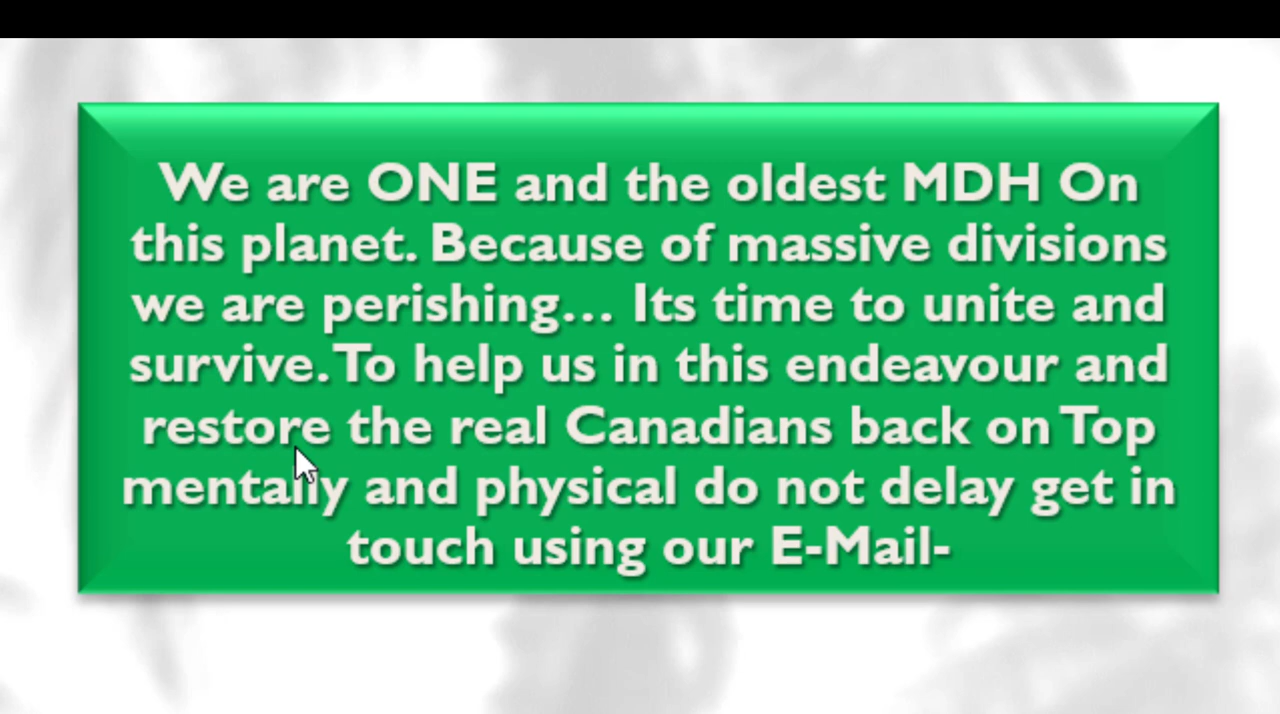 We are ONE and the oldest MDH On
this planet. Because of massive divisions
we are perishing... Its time to unite and
survive. To help us in this endeavour and
restore the real Canadians back on Top
mentally and physical do not delay get in
touch using our E-Mail-